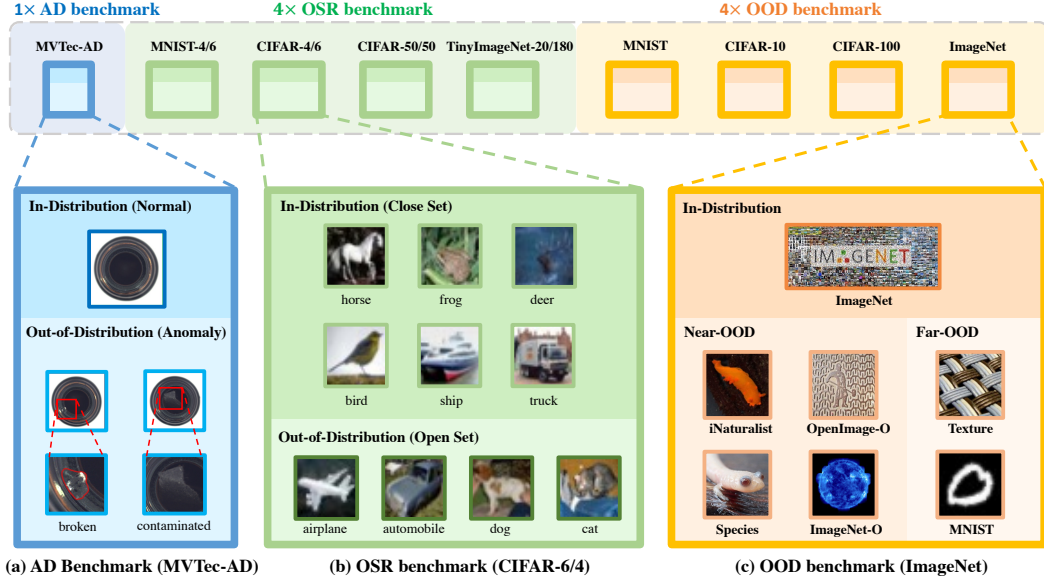 1× AD benchmark
4× OSR benchmark
4× OOD benchmark
MVTec-AD
MNIST-4/6
CIFAR-4/6
CIFAR-50/50
TinyImageNet-20/180
MNIST
CIFAR-10
CIFAR-100
ImageNet
In-Distribution (Normal)
Out-of-Distribution (Anomaly)
broken
contaminated
(a) AD Benchmark (MVTec-AD)
In-Distribution (Close Set)
horse
frog
deer
bird
ship
truck
Out-of-Distribution (Open Set)
airplane
automobile
dog
cat
(b) OSR benchmark (CIFAR-6/4)
In-Distribution
IMAGENET
ImageNet
Near-OOD
Far-OOD
iNaturalist
OpenImage-O
Texture
Species
ImageNet-O
MNIST
(c) OOD benchmark (ImageNet)